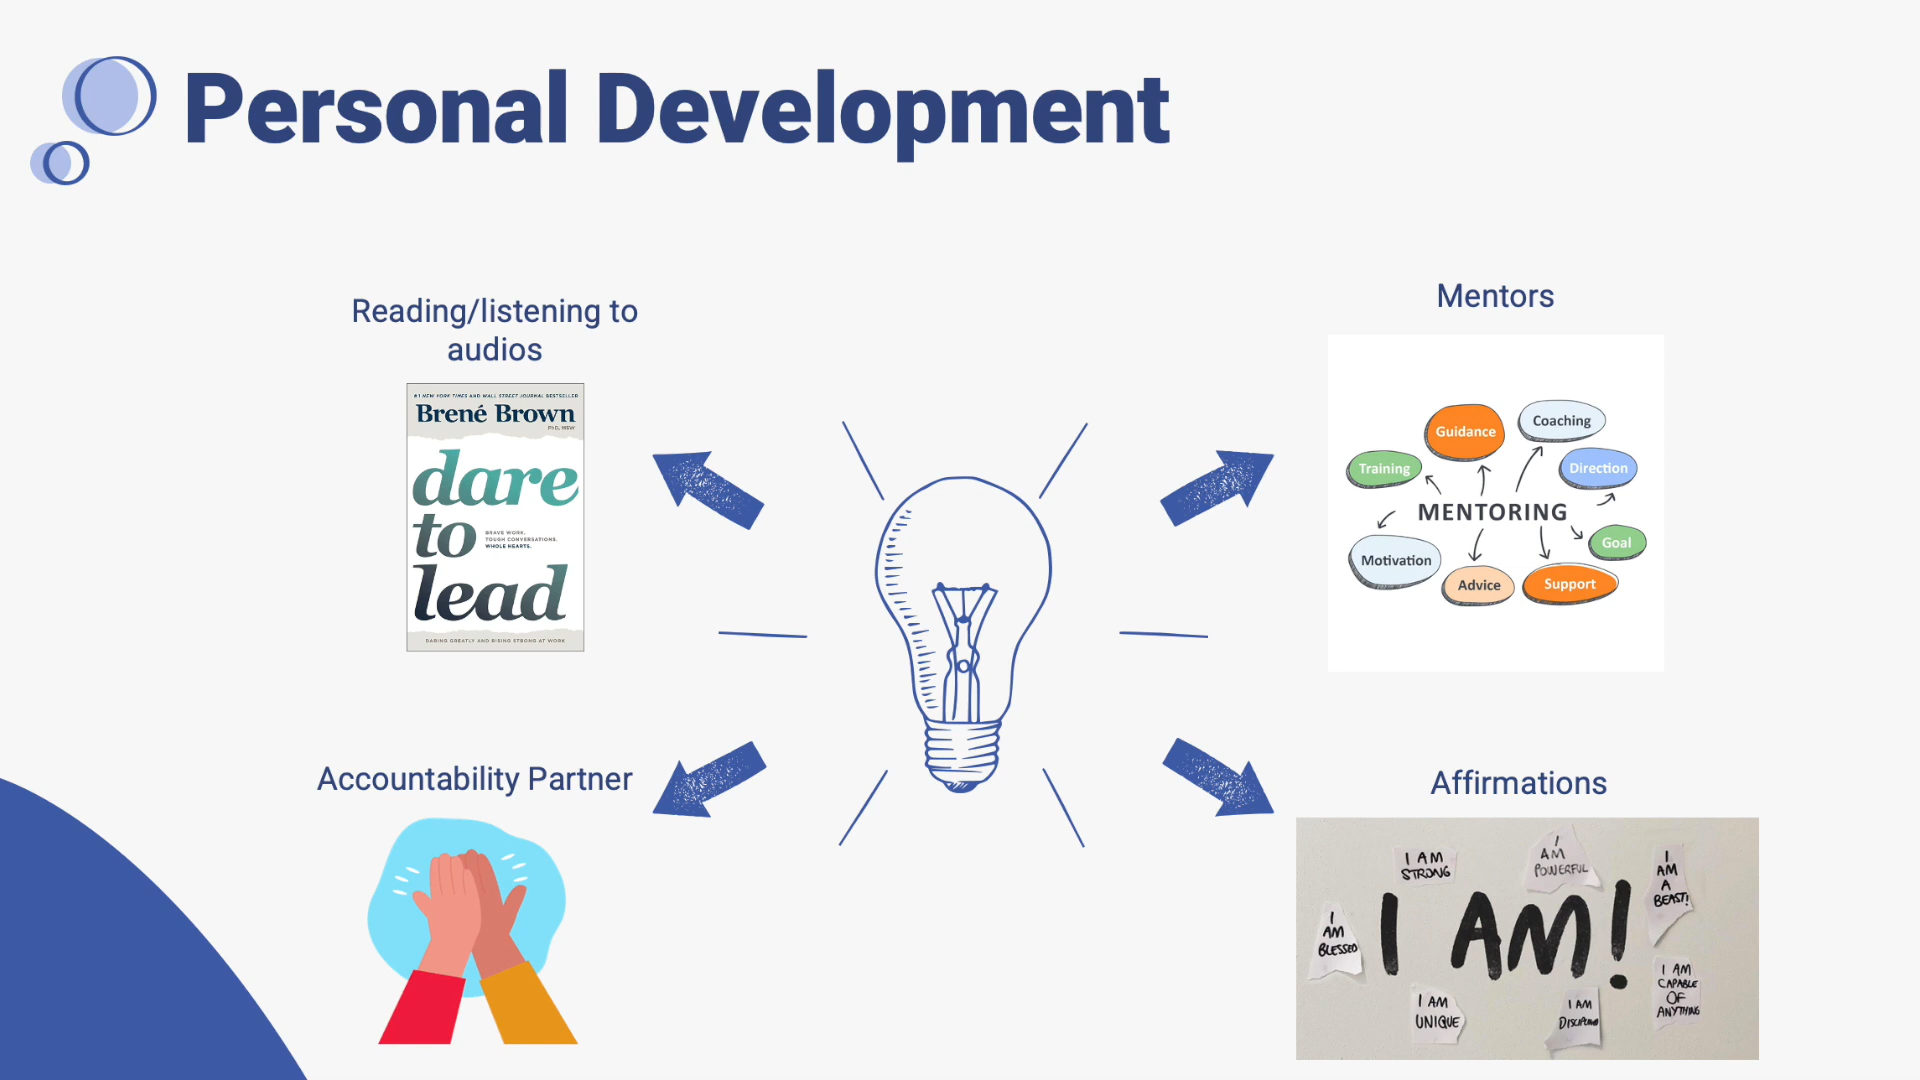 Personal Development
Reading/listening to
audios
#1 NEW YORK TIMES AND WALL STREET JOURNAL BESTSELLER
Brené Brown
PhD, MSW
dare
to
BRAVE WORK.
TOUGH CONVERSATIONS.
WHOLE HEARTS.
lead
DARING GREATLY AND RISING STRONG AT WORK
Mentors
Guidance
Coaching
Training
Direction
MENTORING
Goal
Motivation
Advice
Support
Accountability Partner
Affirmations
I AM
STRONG
I
AM
POWERFUL
I
AM
A
BEAST!
I
AM
BLESSED
I AM!
I AM
CAPABLE
OF
ANYTHING
I AM
UNIQUE
I AM